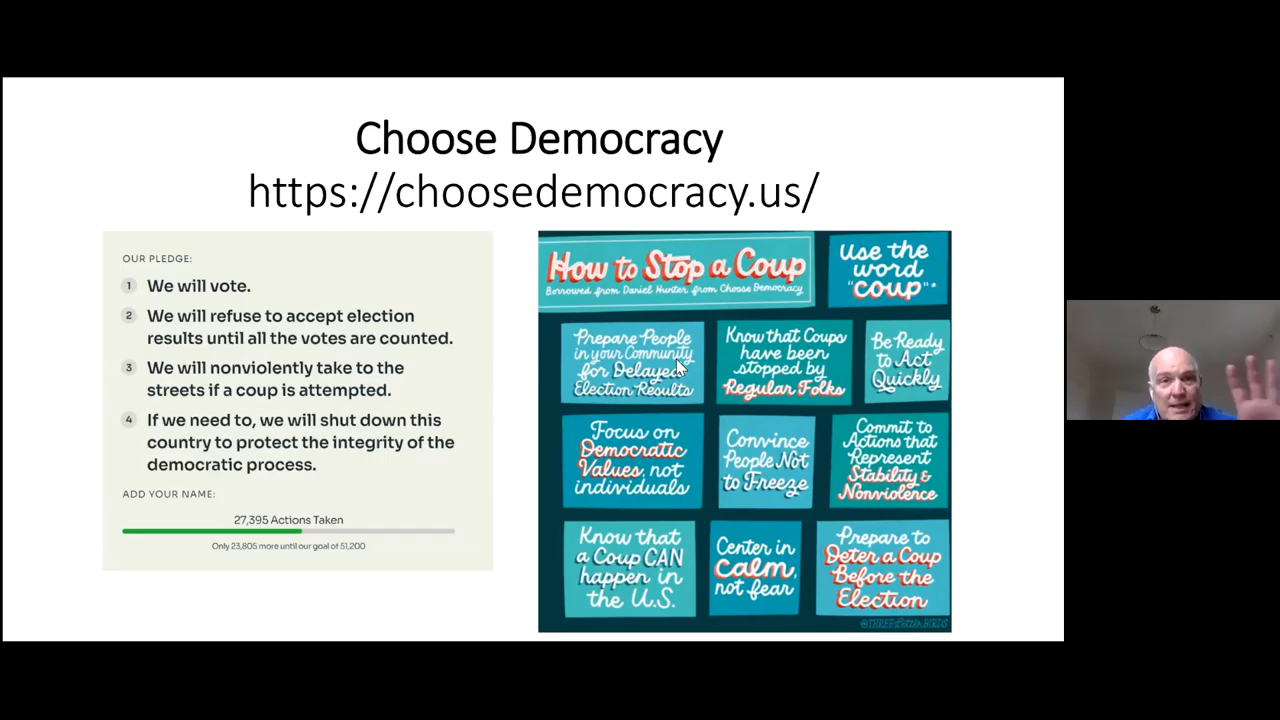 Choose Democracy
https://choosedemocracy.us/
OUR PLEDGE:
1 We will vote.
2 We will refuse to accept election
results until all the votes are counted.
3 We will nonviolently take to the
streets if a coup is attempted.
4 If we need to, we will shut down this
country to protect the integrity of the
democratic process.
ADD YOUR NAME:
27,395 Actions Taken
Only 23,805 more until our goal of 51,200
How to Stop a Coup
Borrowed from Daniel Hunter from Choose Democracy
Use the
word
"coup"*
Prepare People
in your Community
for Delayed
Election Results
Know that Coups
have been
stopped by
Regular Folks
Be Ready
to Act
Quickly
Focus on
Democratic
Values, not
individuals
Convince
People Not
to Freeze
Commit to
Actions that
Represent
Stability &
Nonviolence
Know that
a Coup CAN
happen in
the U.S.
Center in
calm,
not fear
Prepare to
Deter a Coup
Before the
Election